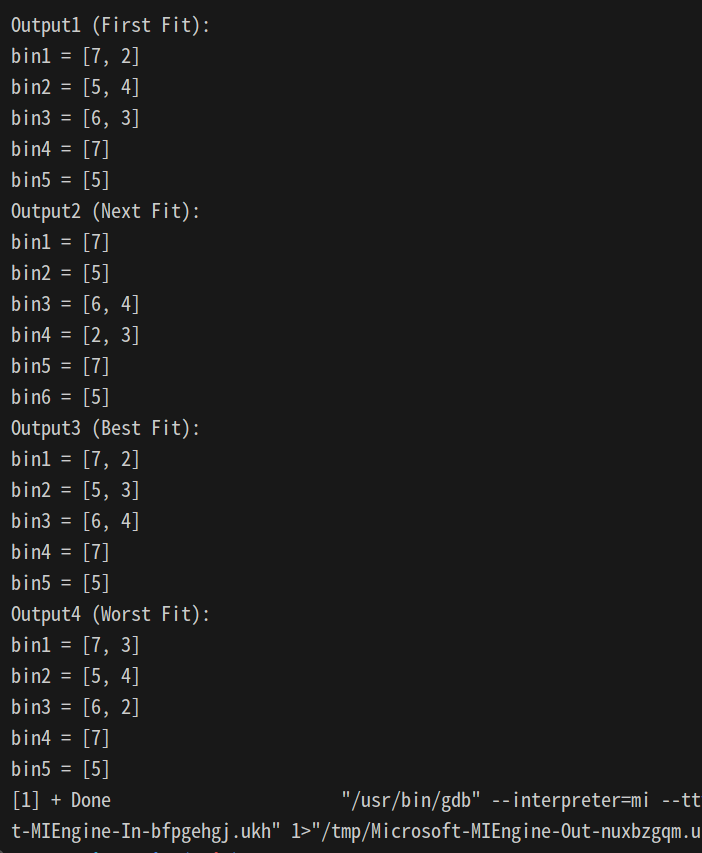 Output1 (First Fit):
bin1 = [7, 2]
bin2 = [5, 4]
bin3 = [6, 3]
bin4 = [7]
bin5 = [5]
Output2 (Next Fit):
bin1 = [7]
bin2 = [5]
bin3 = [6, 4]
bin4 = [2, 3]
bin5 = [7]
bin6 = [5]
Output3 (Best Fit):
bin1 = [7, 2]
bin2 = [5, 3]
bin3 = [6, 4]
bin4 = [7]
bin5 = [5]
Output4 (Worst Fit):
bin1 = [7, 3]
bin2 = [5, 4]
bin3 = [6, 2]
bin4 = [7]
bin5 = [5]
[1] + Done "/usr/bin/gdb" --interpreter=mi --tt
t-MIEngine-In-bfpgehgj.ukh" 1>"/tmp/Microsoft-MIEngine-Out-nuxbzgqm.u